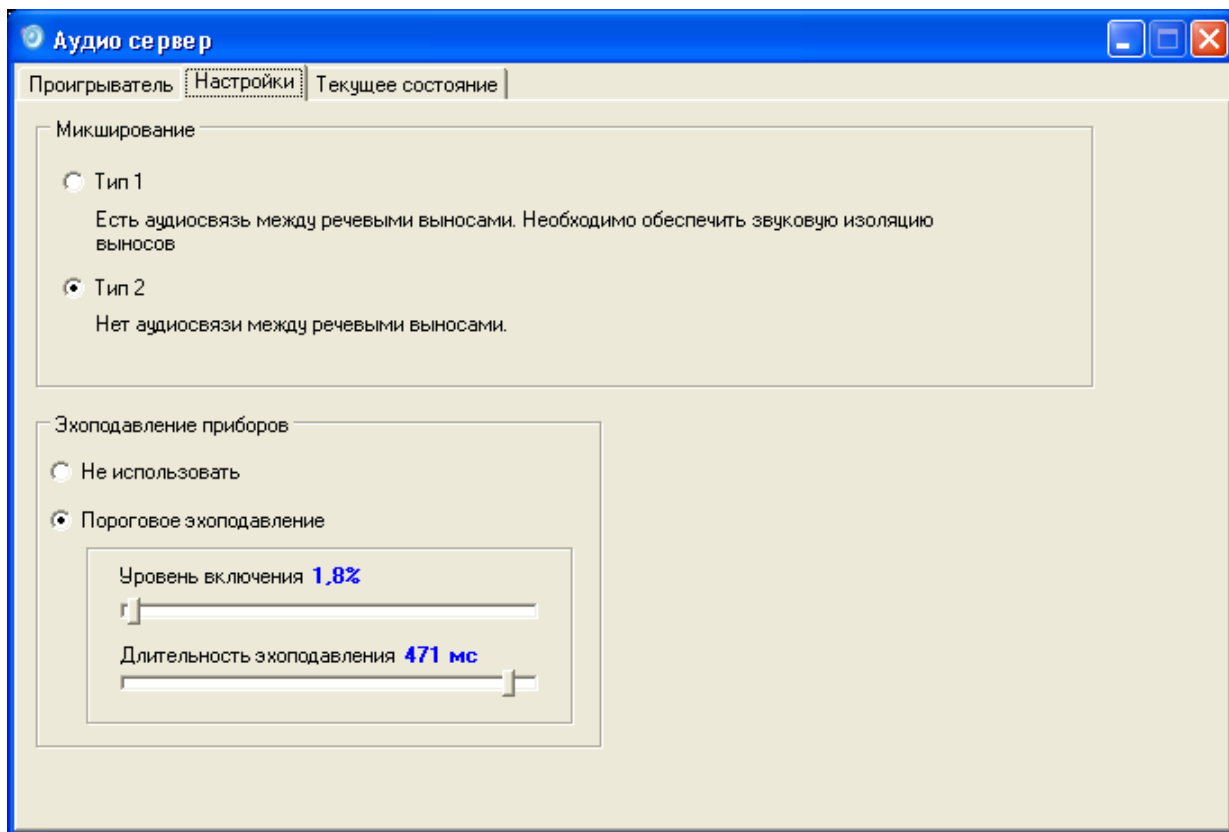 Аудио сервер
Проигрыватель Настройки Текущее состояние
Микширование
Тип 1
Есть аудиосвязь между речевыми выносами. Необходимо обеспечить звуковую изоляцию
выносов
Тип 2
Нет аудиосвязи между речевыми выносами.
Эхоподавление приборов
Не использовать
Пороговое эхоподавление
Уровень включения 1,8%
Длительность эхоподавления 471 мс